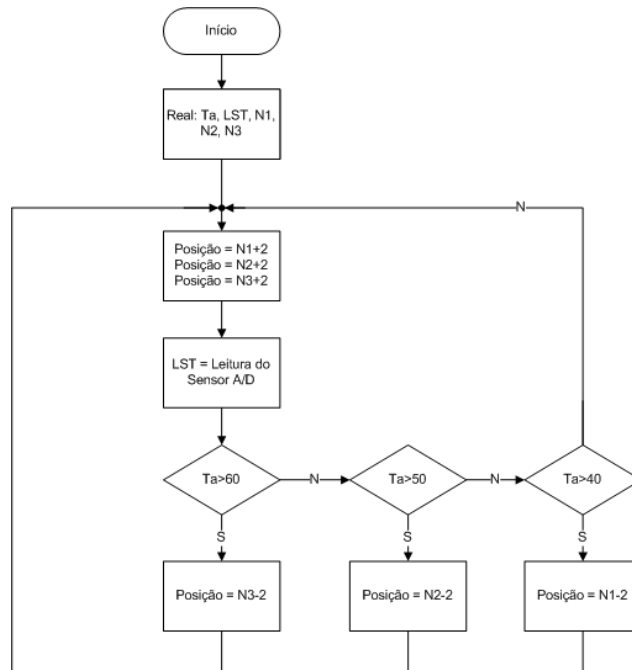 Início
Real: Ta, LST, N1,
N2, N3
N
Posição = N1+2
Posição = N2+2
Posição = N3+2
LST = Leitura do
Sensor A/D
Ta>60
N
Ta>50
N
Ta>40
S
S
S
Posição = N3-2
Posição = N2-2
Posição = N1-2